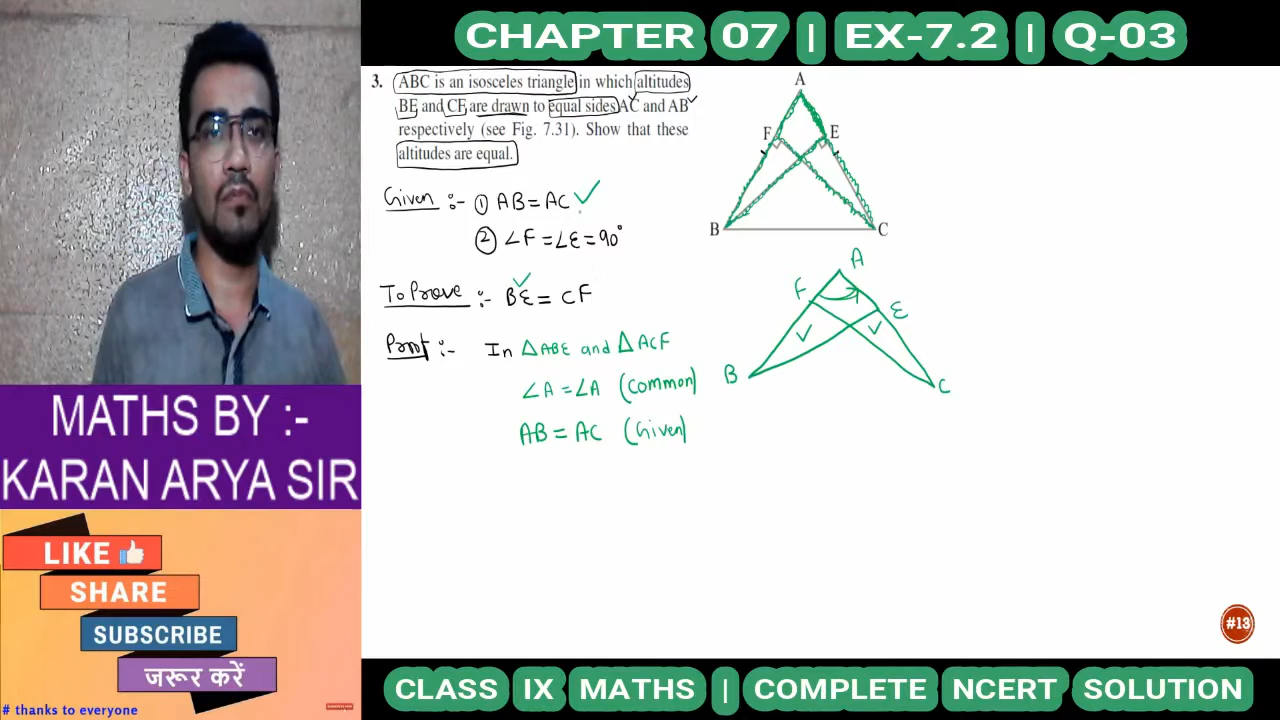 CHAPTER 07 | EX-7.2 | Q-03
3. ABC is an isosceles triangle in which altitudes
BE and CF are drawn to equal sides AC and AB
respectively (see Fig. 7.31). Show that these
altitudes are equal.
Given :- ① AB = AC
② ∠F = ∠E = 90°
To Prove :- BE = CF
Proof :- In △ABE and △ACF
∠A = ∠A (Common)
AB = AC (Given)
A
F
E
B
C
A
F
E
B
C
MATHS BY :-
KARAN ARYA SIR
LIKE
SHARE
SUBSCRIBE
जरूर करें
# thanks to everyone
#13
CLASS IX MATHS | COMPLETE NCERT SOLUTION